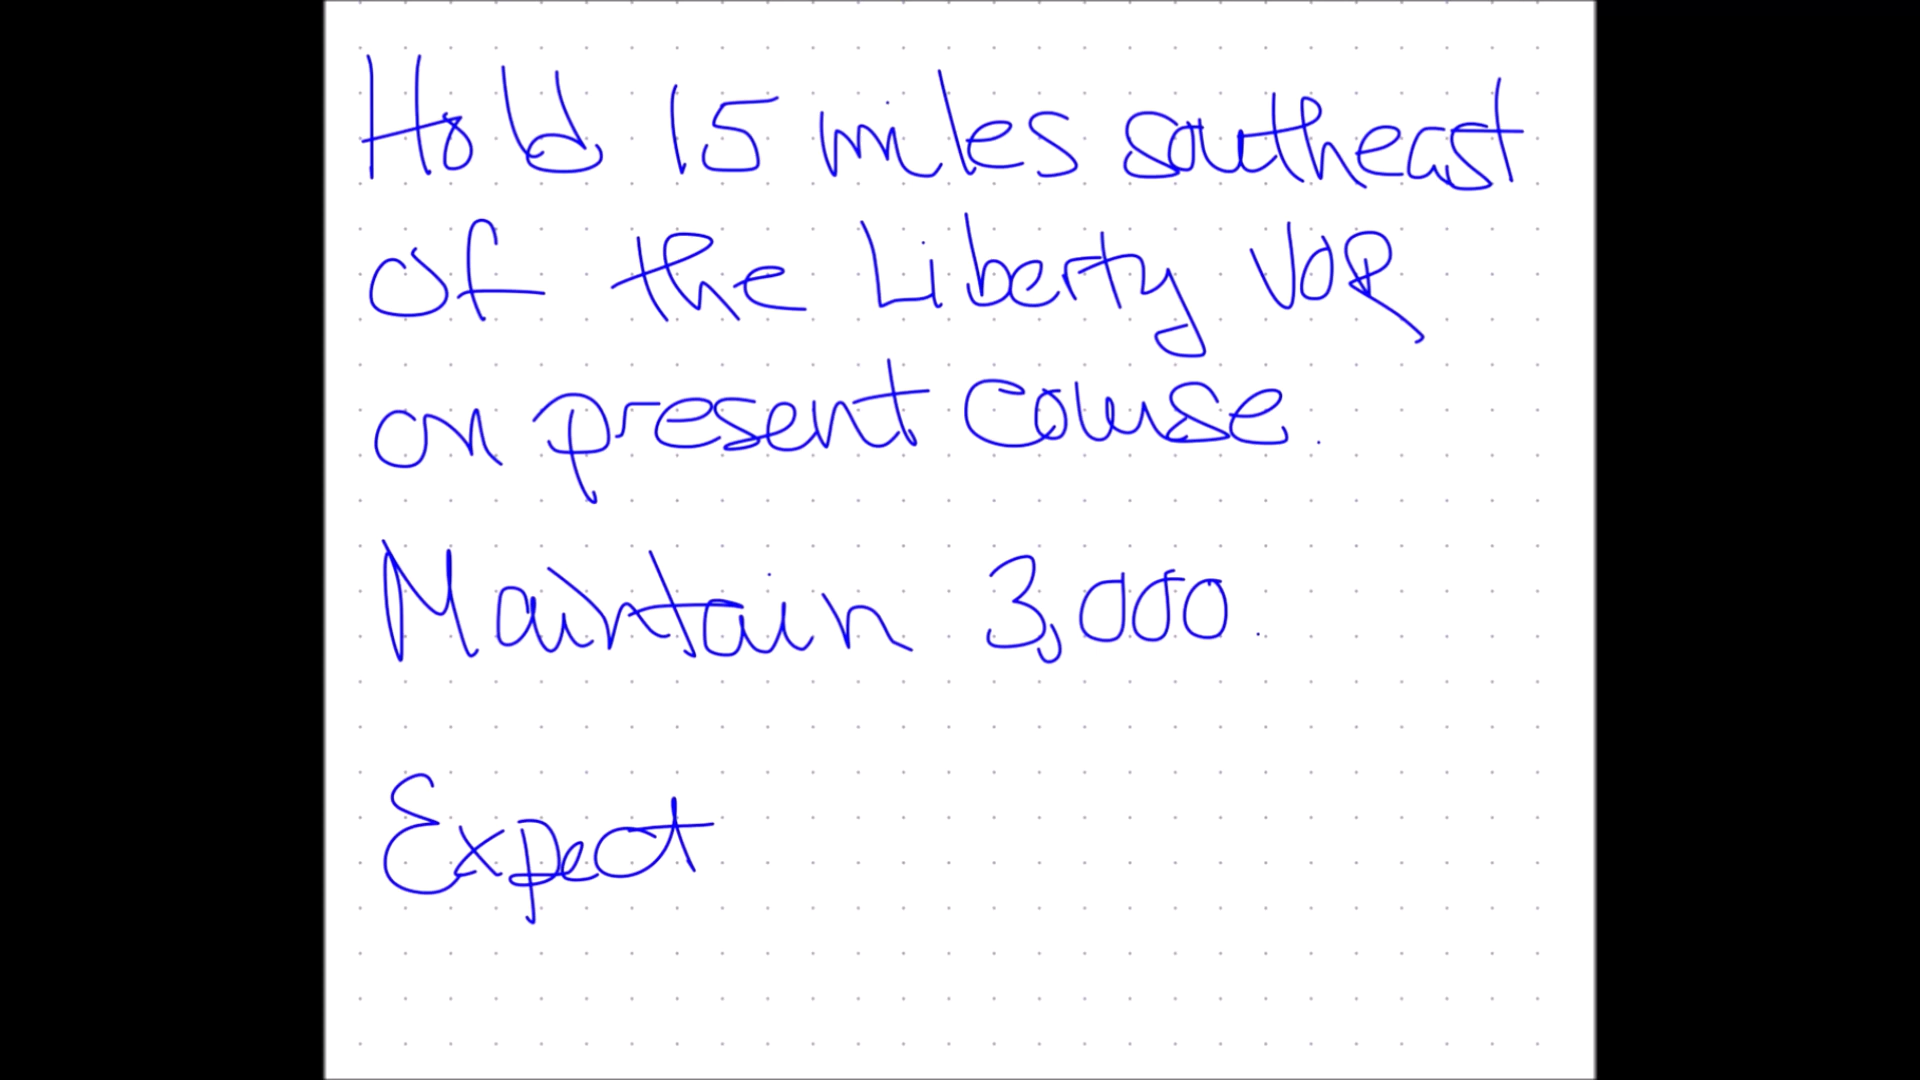 Hold 15 miles southeast
of the Liberty VOR
on present course.
Maintain 3,000.
Expect